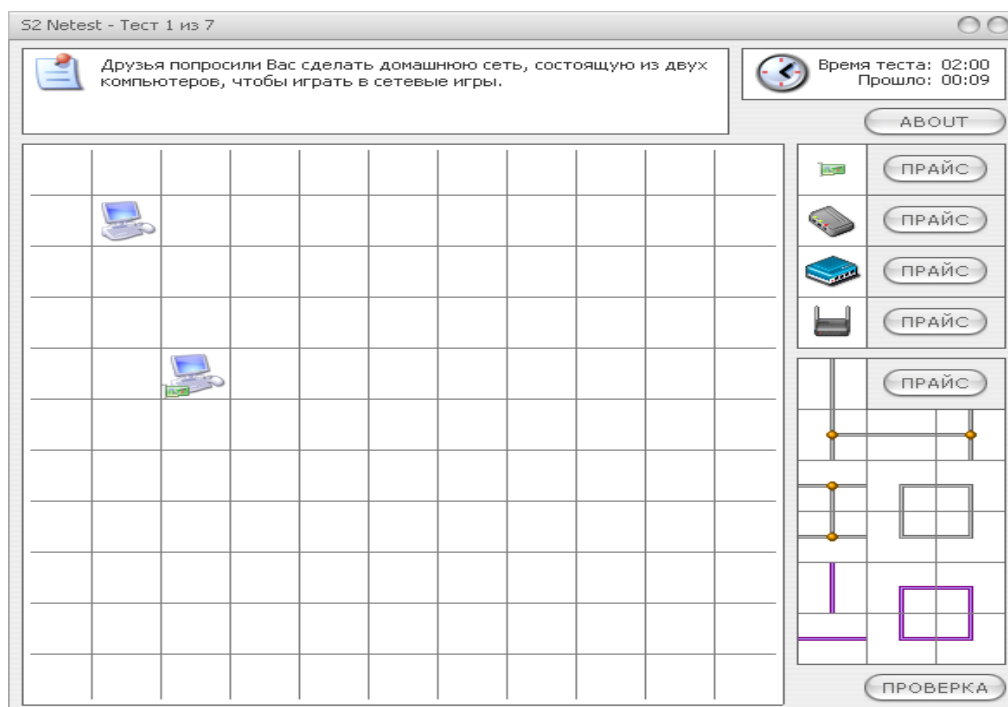 S2 Netest - Тест 1 из 7
Друзья попросили Вас сделать домашнюю сеть, состоящую из двух
компьютеров, чтобы играть в сетевые игры.
Время теста: 02:00
Прошло: 00:09
ABOUT
ПРАЙС
ПРАЙС
ПРАЙС
ПРАЙС
ПРАЙС
ПРОВЕРКА